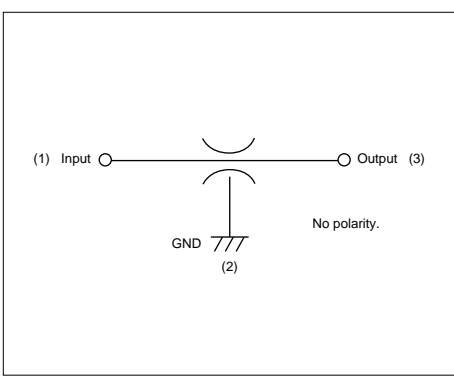 (1) Input Output (3)
No polarity.
GND
(2)